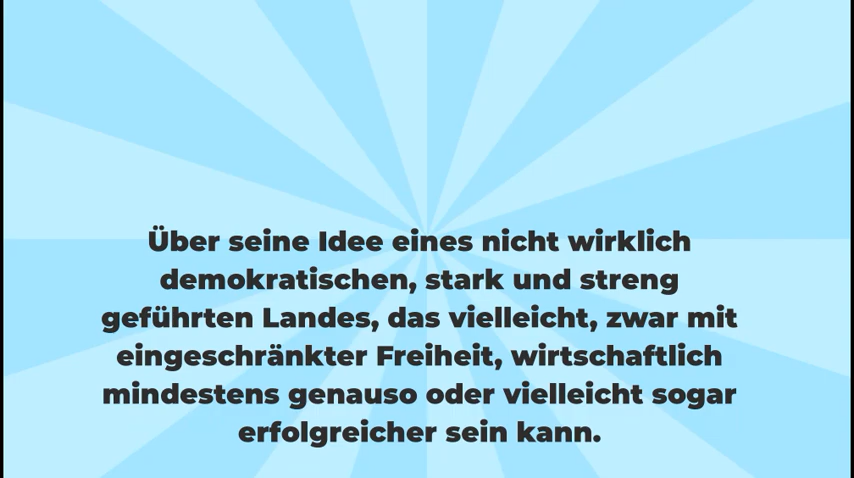 Über seine Idee eines nicht wirklich
demokratischen, stark und streng
geführten Landes, das vielleicht, zwar mit
eingeschränkter Freiheit, wirtschaftlich
mindestens genauso oder vielleicht sogar
erfolgreicher sein kann.